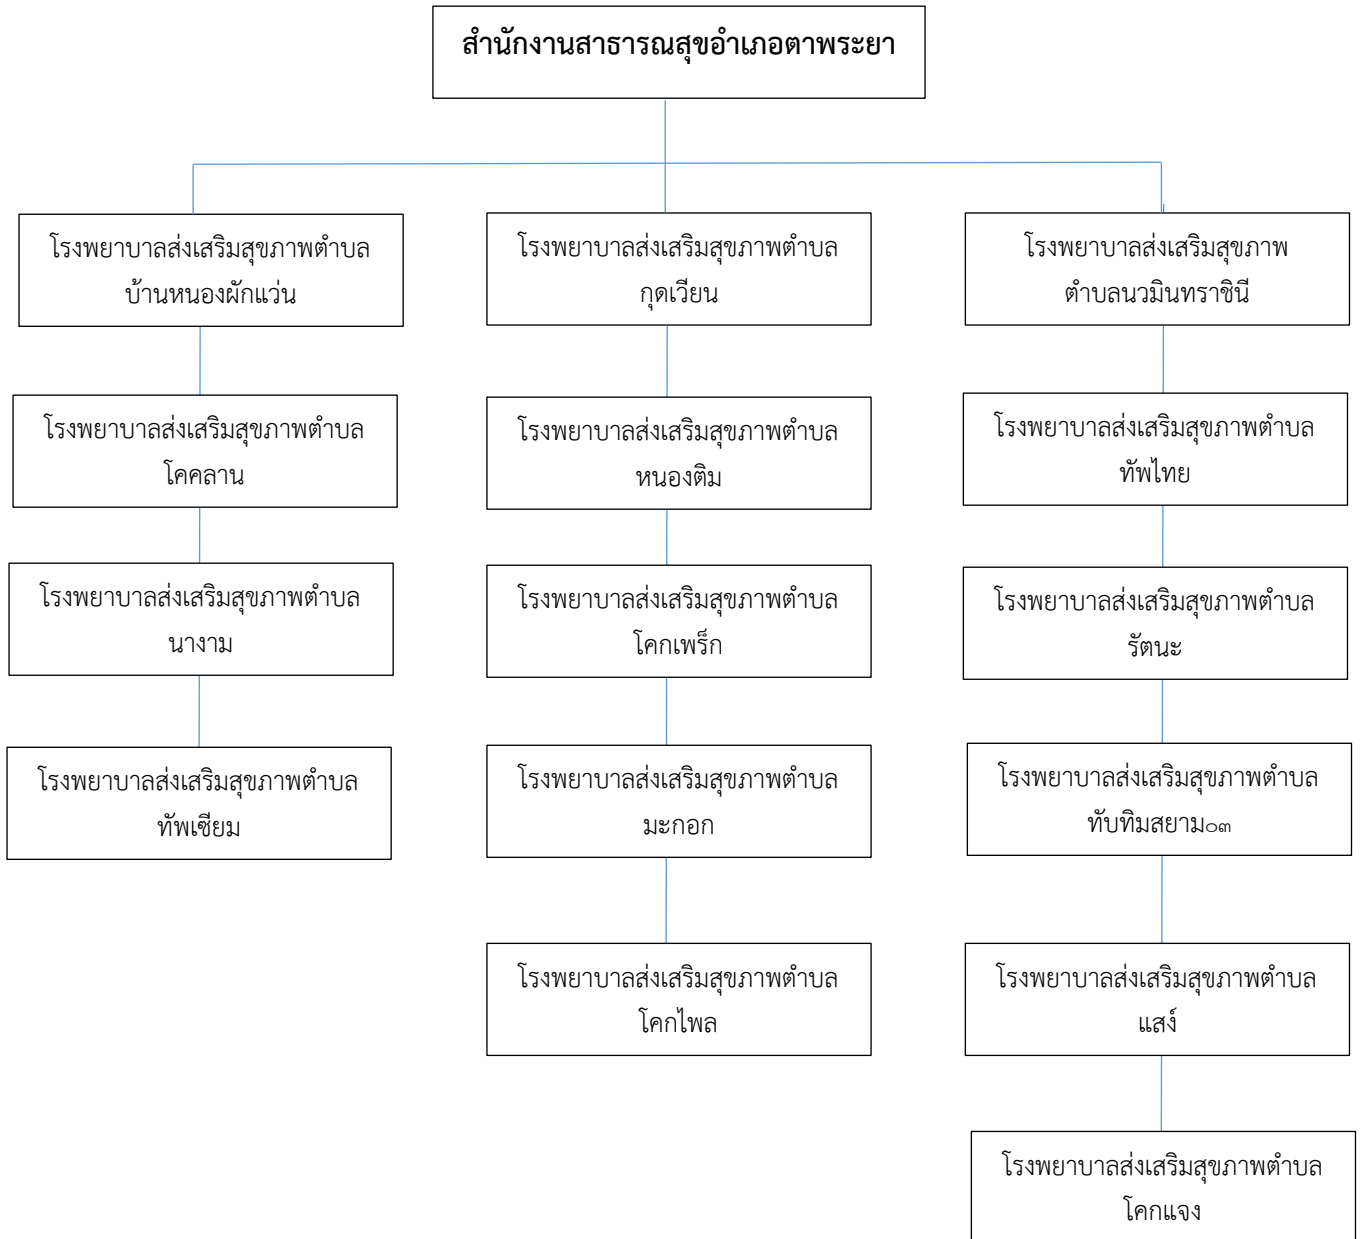 สำนักงานสาธารณสุขอำเภอตาพระยา
โรงพยาบาลส่งเสริมสุขภาพตำบล
บ้านหนองผักแว่น
โรงพยาบาลส่งเสริมสุขภาพตำบล
โคคลาน
โรงพยาบาลส่งเสริมสุขภาพตำบล
นางาม
โรงพยาบาลส่งเสริมสุขภาพตำบล
ทัพเซียม
โรงพยาบาลส่งเสริมสุขภาพตำบล
กุดเวียน
โรงพยาบาลส่งเสริมสุขภาพตำบล
หนองติม
โรงพยาบาลส่งเสริมสุขภาพตำบล
โคกเพร็ก
โรงพยาบาลส่งเสริมสุขภาพตำบล
มะกอก
โรงพยาบาลส่งเสริมสุขภาพตำบล
โคกไพล
โรงพยาบาลส่งเสริมสุขภาพ
ตำบลนวมินทราชินี
โรงพยาบาลส่งเสริมสุขภาพตำบล
ทัพไทย
โรงพยาบาลส่งเสริมสุขภาพตำบล
รัตนะ
โรงพยาบาลส่งเสริมสุขภาพตำบล
ทับทิมสยาม๐๓
โรงพยาบาลส่งเสริมสุขภาพตำบล
แสง์
โรงพยาบาลส่งเสริมสุขภาพตำบล
โคกแจง